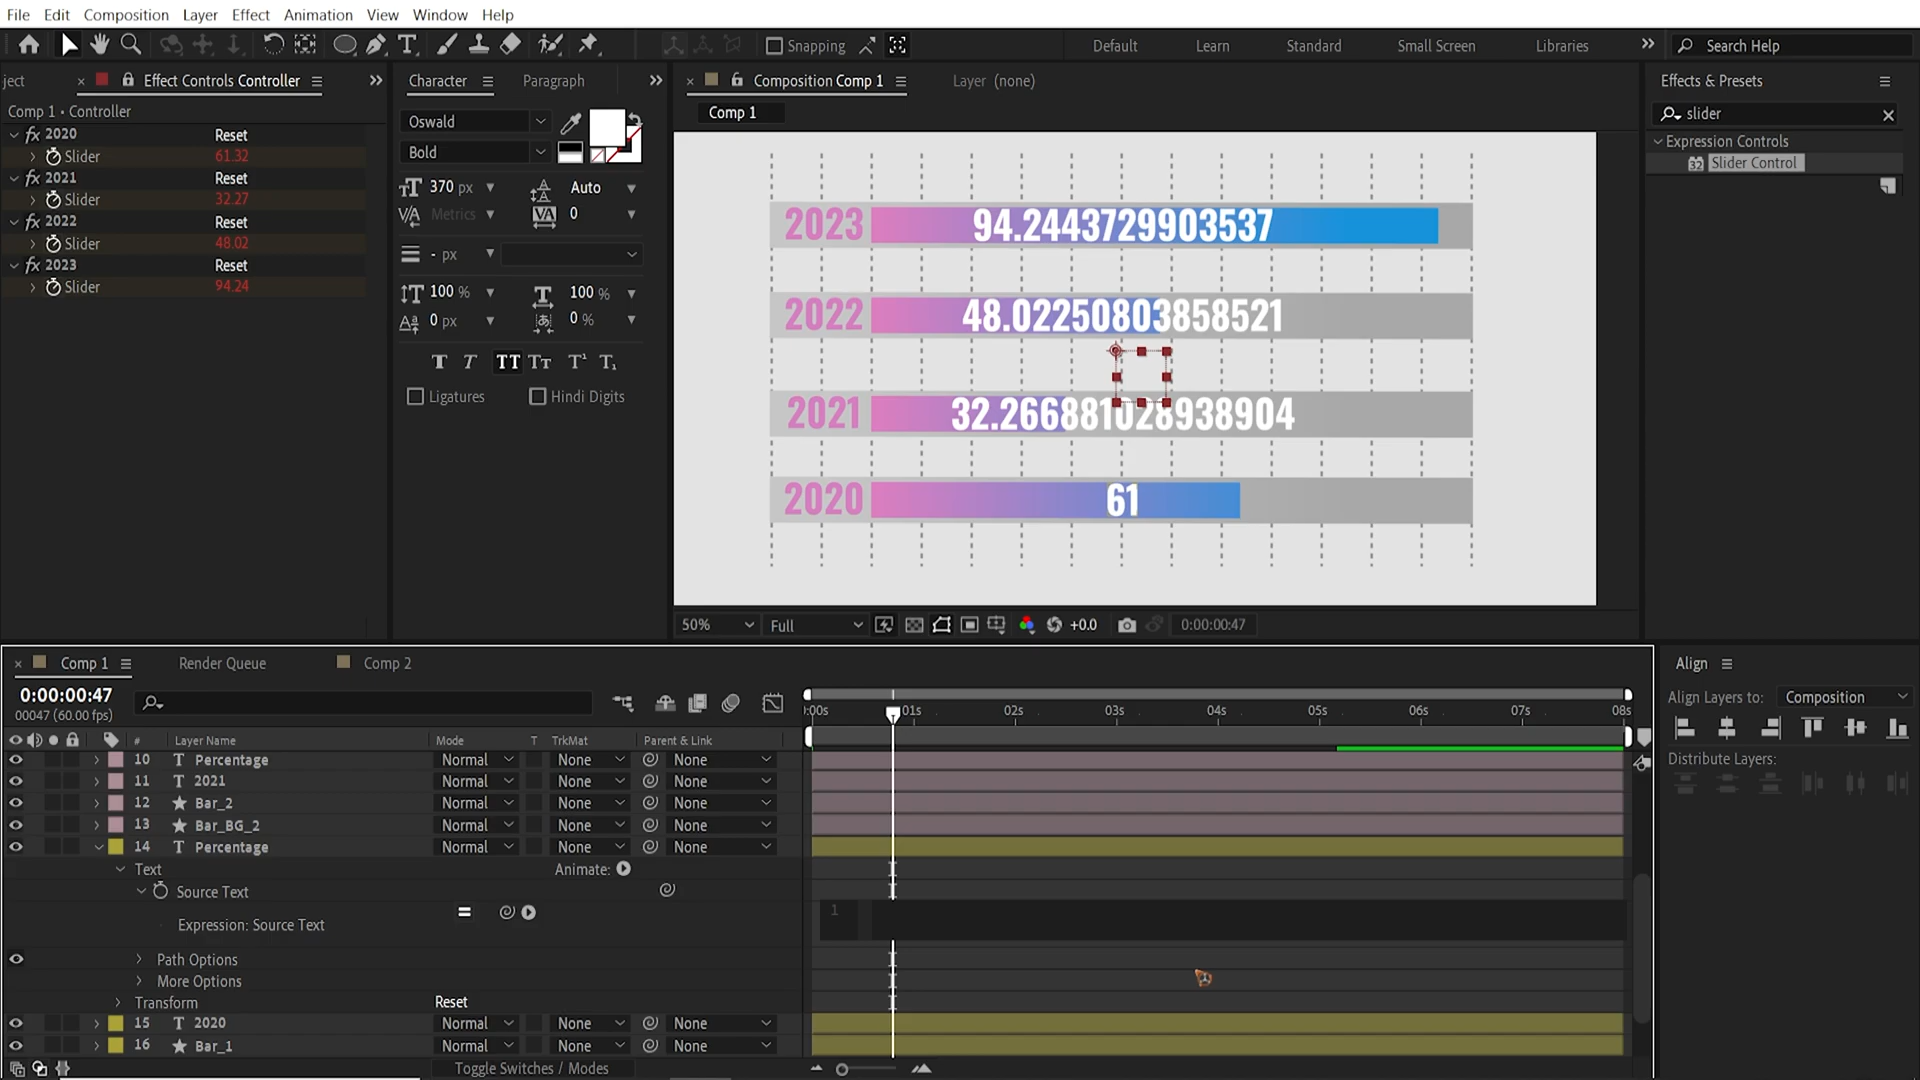 File Edit Composition Layer Effect Animation View Window Help
Snapping Default Learn Standard Small Screen Libraries Search Help
ject Effect Controls Controller
Comp 1 • Controller
fx 2020 Reset
Slider 61.32
fx 2021 Reset
Slider 32.27
fx 2022 Reset
Slider 48.02
fx 2023 Reset
Slider 94.24
Character Paragraph
Oswald
Bold
370 px Auto
Metrics 0
- px
100 % 100 %
0 px 0 %
Ligatures Hindi Digits
Composition Comp 1 Layer (none)
Comp 1
2023 94.2443729903537
2022 48.02250803858521
2021 32.266881028938904
2020 61
50% Full +0.0 0:00:00:47
Effects & Presets
slider
Expression Controls
32 Slider Control
Comp 1 Render Queue Comp 2
0:00:00:47
00047 (60.00 fps)
):00s 01s 02s 03s 04s 05s 06s 07s 08s
# Layer Name Mode T TrkMat Parent & Link
10 T Percentage Normal None None
11 T 2021 Normal None None
12 Bar_2 Normal None None
13 Bar_BG_2 Normal None None
14 T Percentage Normal None None
Text Animate:
Source Text
Expression: Source Text
1
Path Options
More Options
Transform Reset
15 T 2020 Normal None None
16 Bar_1 Normal None None
Toggle Switches / Modes
Align
Align Layers to: Composition
Distribute Layers: